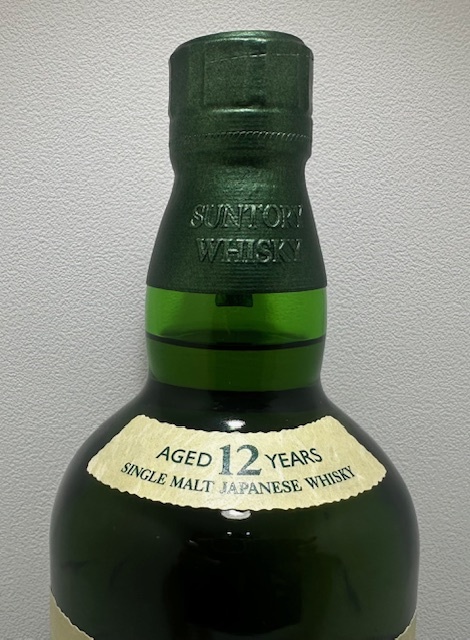 SUNTORY
WHISKY
AGED 12 YEARS
SINGLE MALT JAPANESE WHISKY